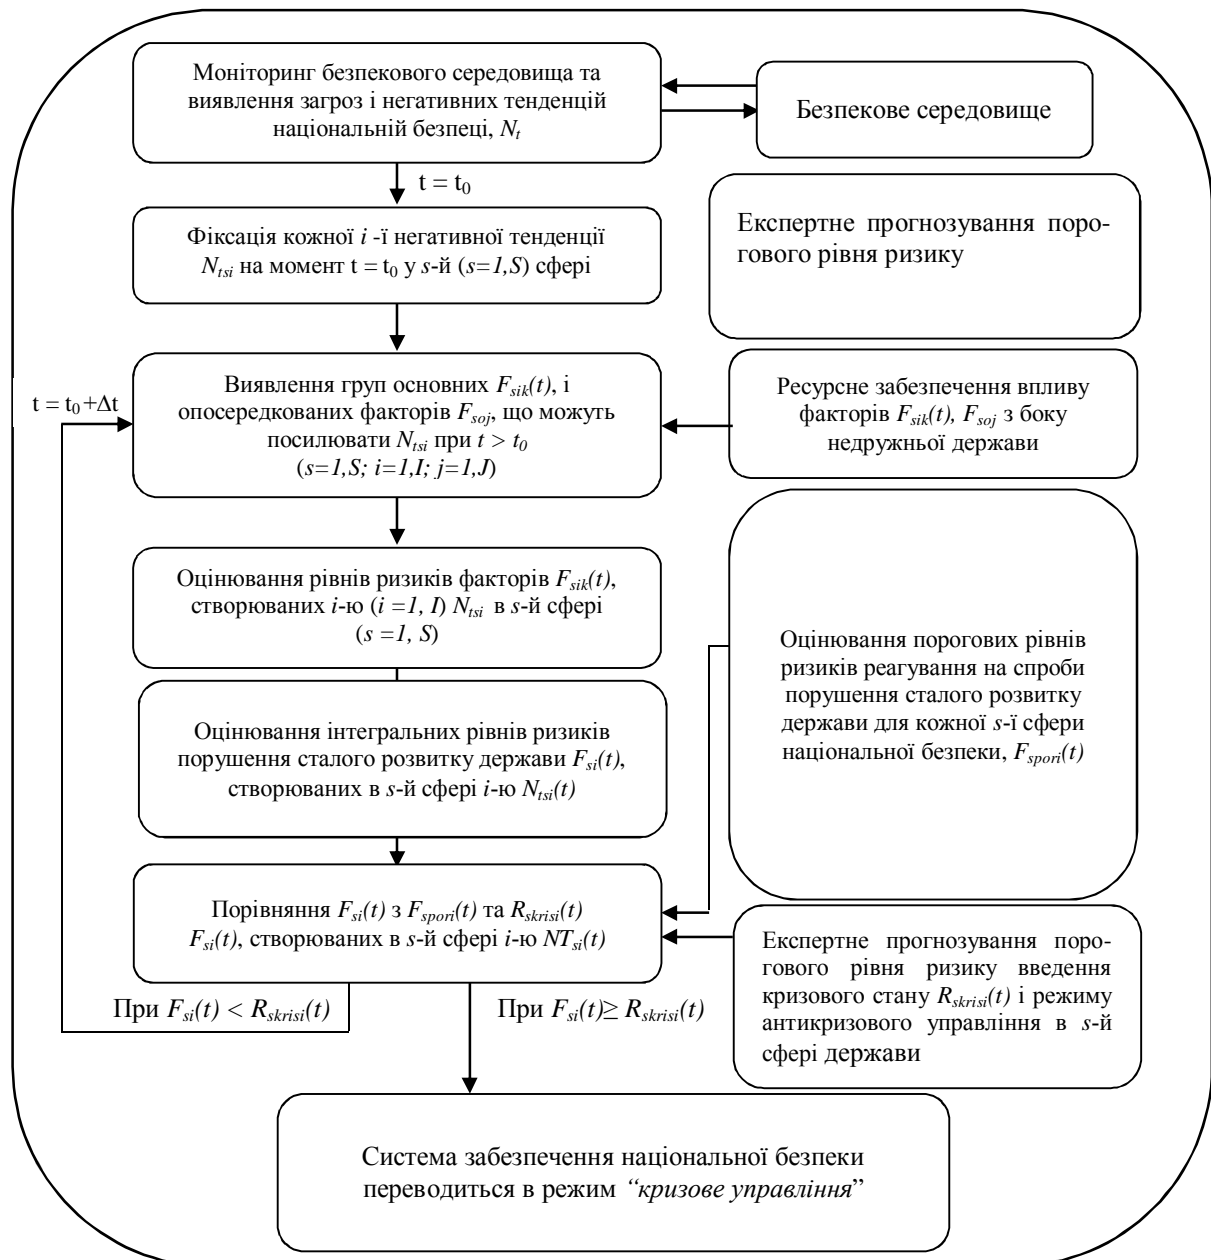 Моніторинг безпекового середовища та
виявлення загроз і негативних тенденцій
національній безпеці, Nt
Безпекове середовище
t = t0
Експертне прогнозування поро-
гового рівня ризику
Фіксація кожної i -ї негативної тенденції
Ntsi на момент t = t0 у s-й (s=1,S) сфері
t = t0 +Δt
Виявлення груп основних Fsik(t), і
опосередкованих факторів Fsoj, що можуть
посилювати Ntsi при t > t0
(s=1,S; i=1,I; j=1,J)
Ресурсне забезпечення впливу
факторів Fsik(t), Fsoj з боку
недружньої держави
Оцінювання рівнів ризиків факторів Fsik(t),
створюваних i-ю (i =1, I) Ntsi в s-й сфері
(s =1, S)
Оцінювання порогових рівнів
ризиків реагування на спроби
порушення сталого розвитку
держави для кожної s-ї сфери
національної безпеки, Fspori(t)
Оцінювання інтегральних рівнів ризиків
порушення сталого розвитку держави Fsi(t),
створюваних в s-й сфері i-ю Ntsi(t)
Порівняння Fsi(t) з Fspori(t) та Rskrisi(t)
Fsi(t), створюваних в s-й сфері i-ю NTsi(t)
Експертне прогнозування поро-
гового рівня ризику введення
кризового стану Rskrisi(t) і режиму
антикризового управління в s-й
сфері держави
При Fsi(t) < Rskrisi(t)
При Fsi(t)≥ Rskrisi(t)
Система забезпечення національної безпеки
переводиться в режим “кризове управління”